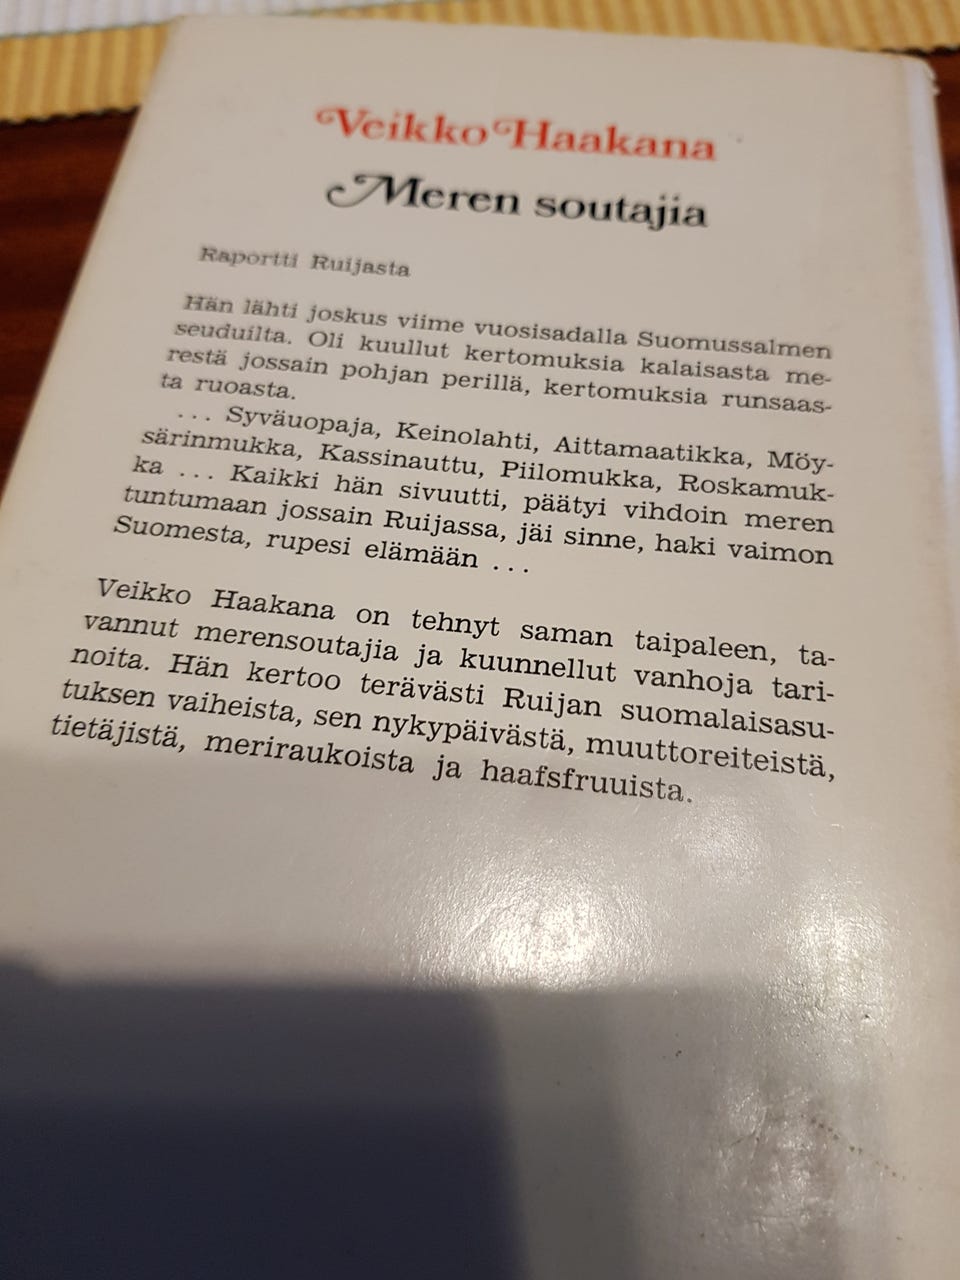 Veikko Haakana
Meren soutajia
Raportti Ruijasta
Hän lähti joskus viime vuosisadalla Suomussalmen
seuduilta. Oli kuullut kertomuksia kalaisasta me-
restä jossain pohjan perillä, kertomuksia runsaas-
ta ruoasta.
... Syväuopaja, Keinolahti, Aittamaatikka, Möy-
särinmukka, Kassinauttu, Piilomukka, Roskamuk-
ka ... Kaikki hän sivuutti, päätyi vihdoin meren
tuntumaan jossain Ruijassa, jäi sinne, haki vaimon
Suomesta, rupesi elämään ...
Veikko Haakana on tehnyt saman taipaleen, ta-
vannut merensoutajia ja kuunnellut vanhoja tari-
noita. Hän kertoo terävästi Ruijan suomalaisasu-
tuksen vaiheista, sen nykypäivästä, muuttoreiteistä,
tietäjistä, meriraukoista ja haafsfruuista.